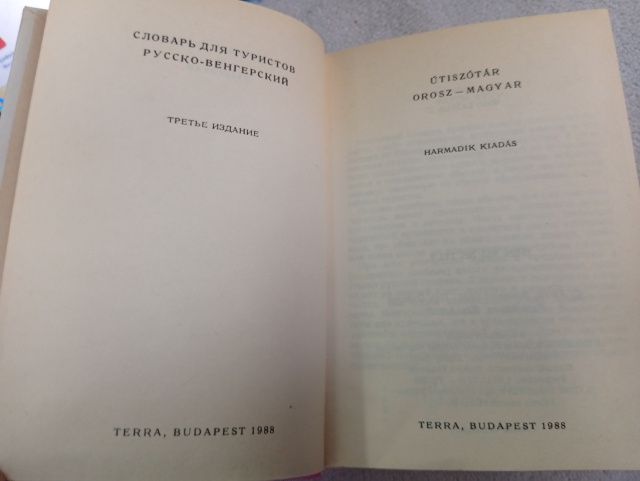 СЛОВАРЬ ДЛЯ ТУРИСТОВ
РУССКО-ВЕНГЕРСКИЙ
ТРЕТЬЕ ИЗДАНИЕ
TERRA, BUDAPEST 1988
ÚTISZÓTÁR
OROSZ — MAGYAR
HARMADIK KIADÁS
TERRA, BUDAPEST 1988